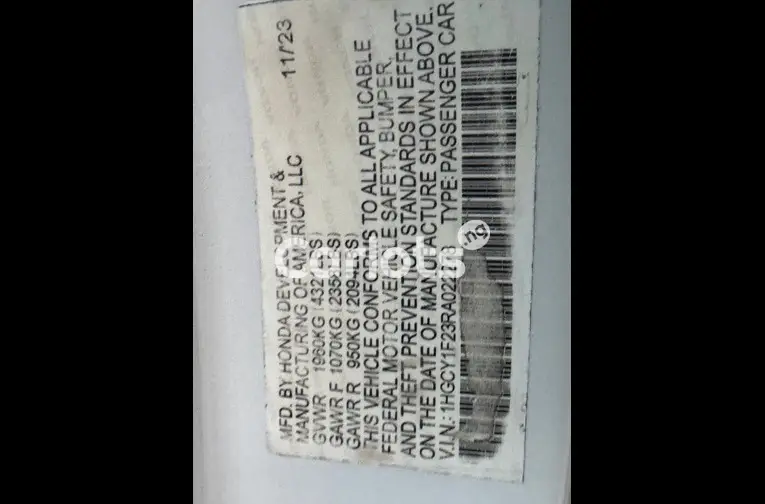 MFD. BY HONDA DEVELOPMENT & 11/23
MANUFACTURING OF AMERICA, LLC
GVWR 1960KG
GAWR F 1070KG
GAWR R 950KG (2094LBS)
THIS VEHICLE CONFORMS TO ALL APPLICABLE
FEDERAL MOTOR VEHICLE SAFETY, BUMPER,
AND THEFT PREVENTION STANDARDS IN EFFECT
ON THE DATE OF MANUFACTURE SHOWN ABOVE.
V.I.N.: TYPE: PASSENGER CAR
.ng